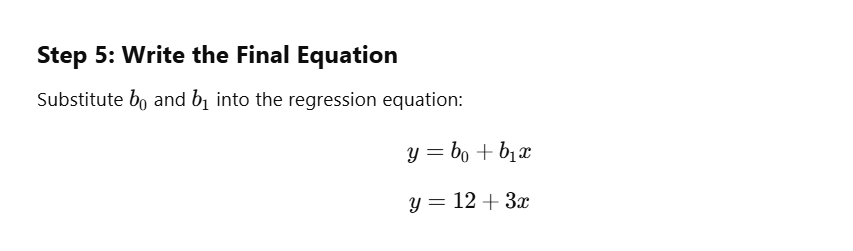 Step 5: Write the Final Equation
Substitute b₀ and b₁ into the regression equation:
y = b₀ + b₁x
y = 12 + 3x